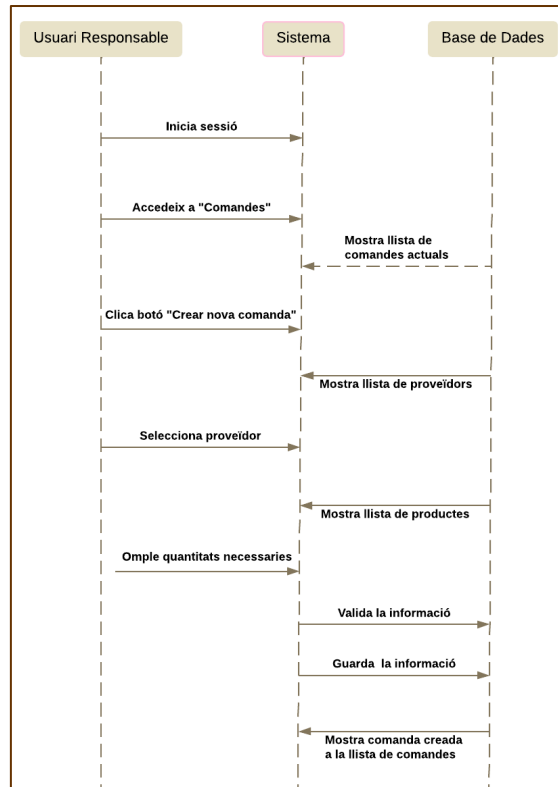 Usuari Responsable
Sistema
Base de Dades
Inicia sessió
Accedeix a "Comandes"
Mostra llista de
comandes actuals
Clica botó "Crear nova comanda"
Mostra llista de proveïdors
Selecciona proveïdor
Mostra llista de productes
Omple quantitats necessaries
Valida la informació
Guarda la informació
Mostra comanda creada
a la llista de comandes